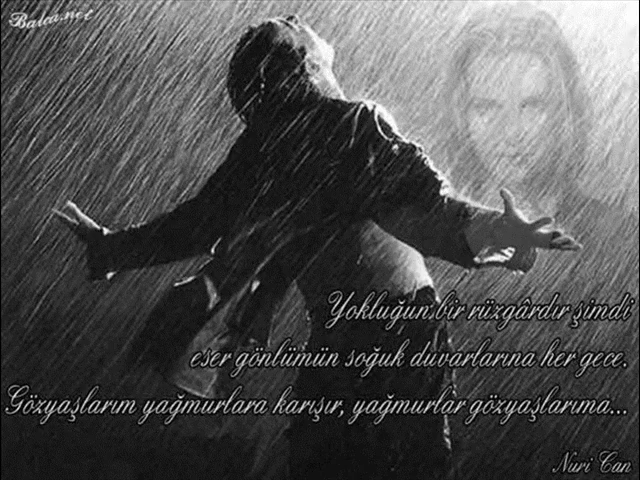 Balca.net
Yokluğun bir rüzgârdır şimdi
eser gönlümün soğuk duvarlarına her gece.
Gözyaşlarım yağmurlara karışır, yağmurlar gözyaşlarıma...
Nuri Can